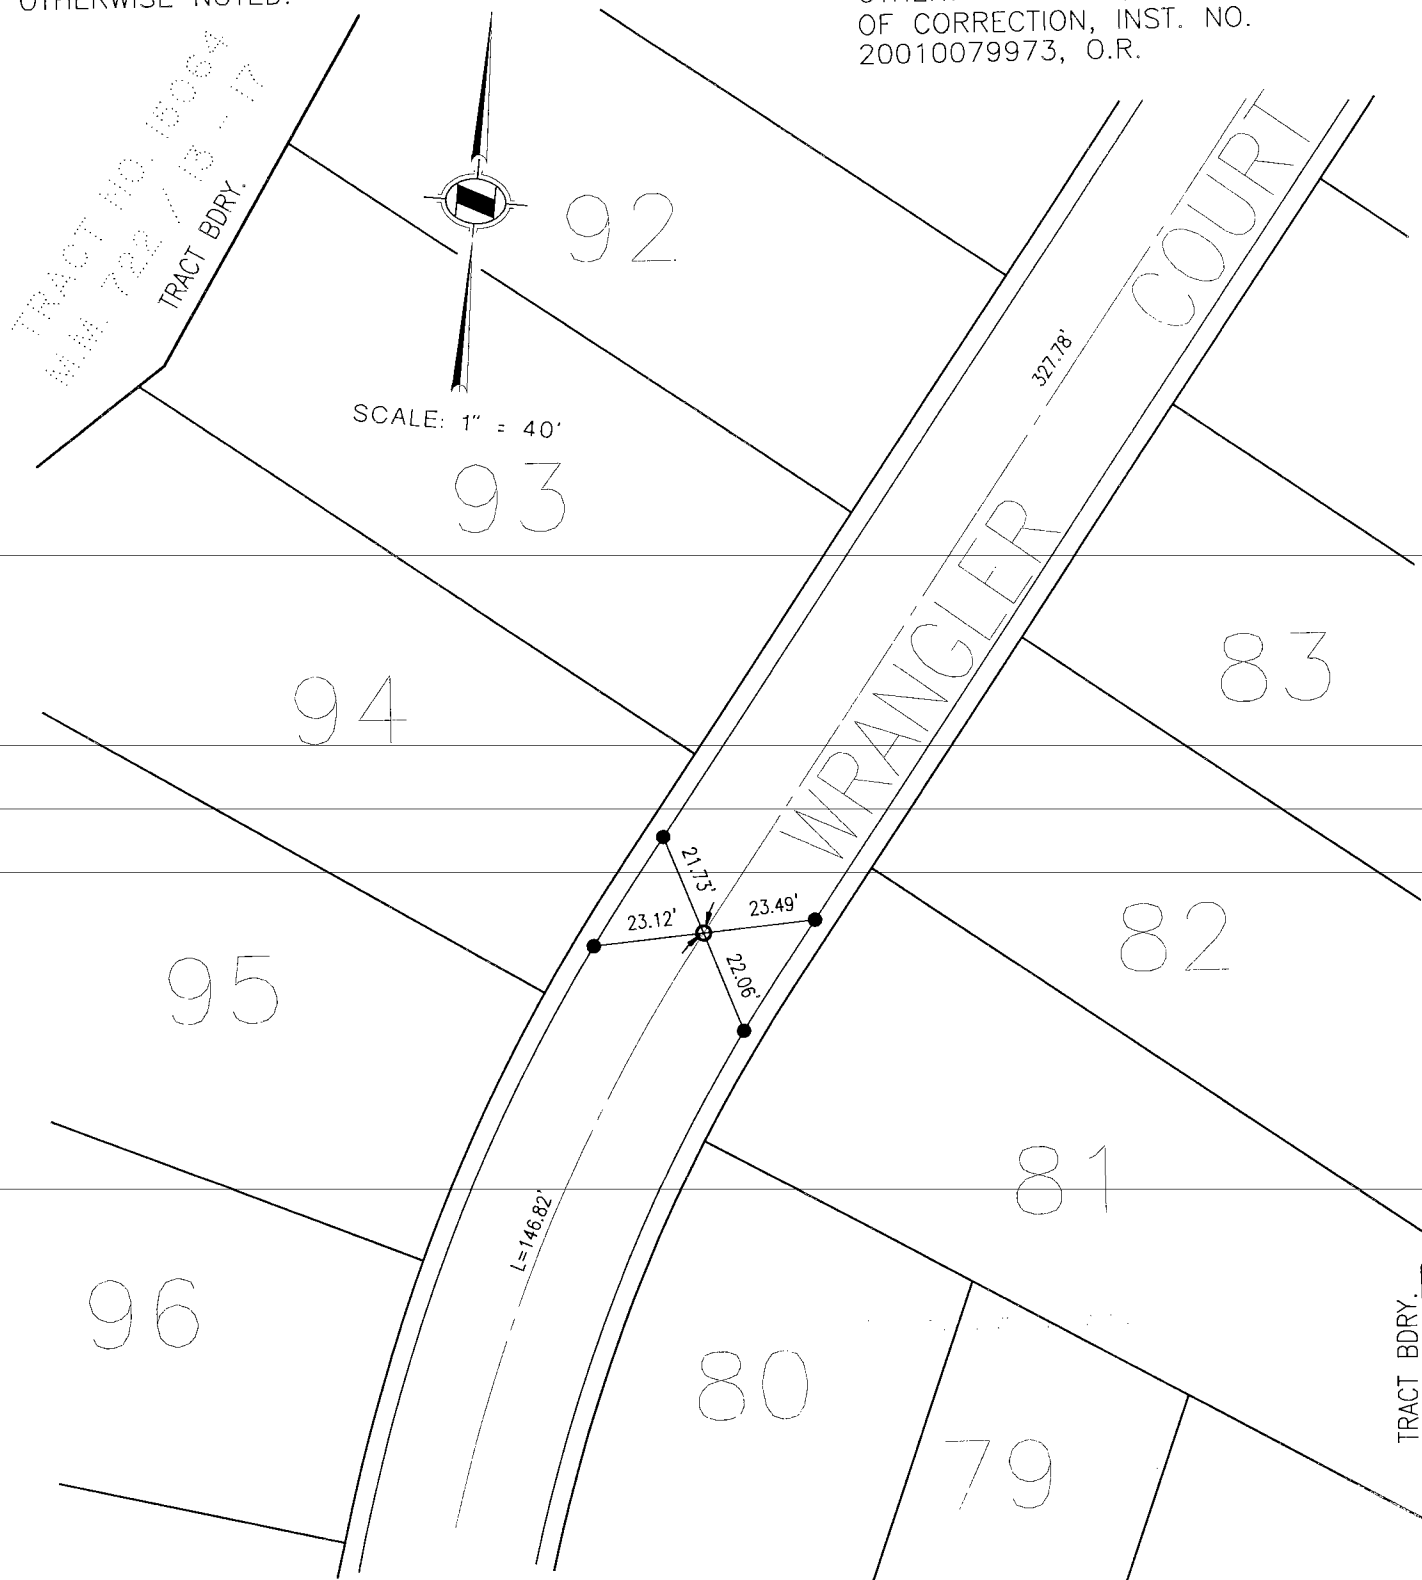 OTHERWISE NOTED.
OF CORRECTION, INST. NO.
20010079973, O.R.
TRACT NO. 15064
M.M. 722 / 13 - 17
TRACT BDRY.
92
COURT
327.78'
SCALE: 1" = 40'
93
WRANGLER
83
94
21.73'
23.12'
23.49'
22.06'
82
95
81
L=146.82'
96
80
79
TRACT BDRY.